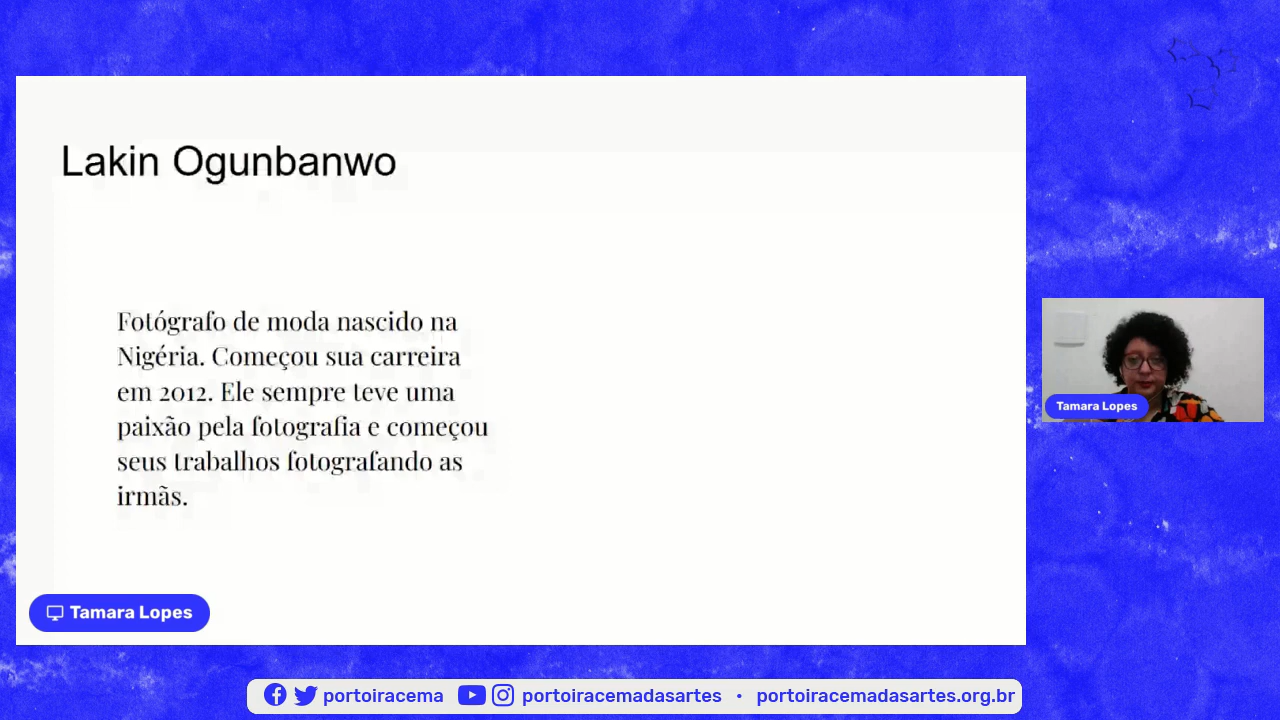 Lakin Ogunbanwo
Fotógrafo de moda nascido na
Nigéria. Começou sua carreira
em 2012. Ele sempre teve uma
paixão pela fotografia e começou
seus trabalhos fotografando as
irmãs.
Tamara Lopes
Tamara Lopes
portoiracema portoiracemadasartes • portoiracemadasartes.org.br